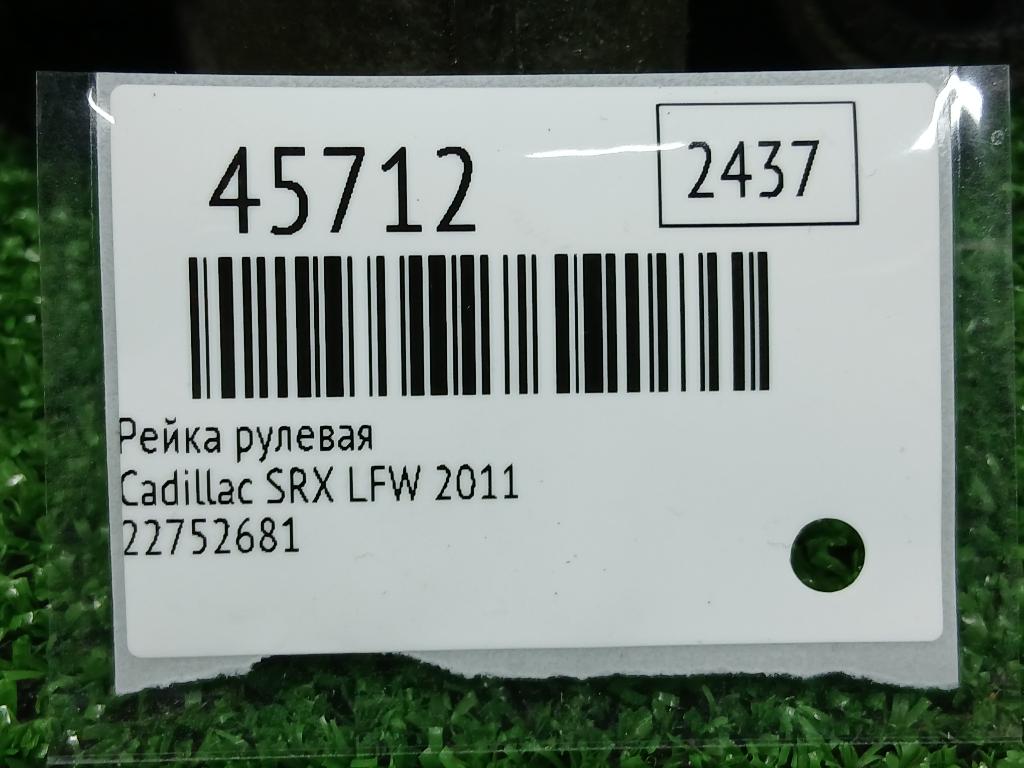 45712
2437
Рейка рулевая
Cadillac SRX LFW 2011
22752681